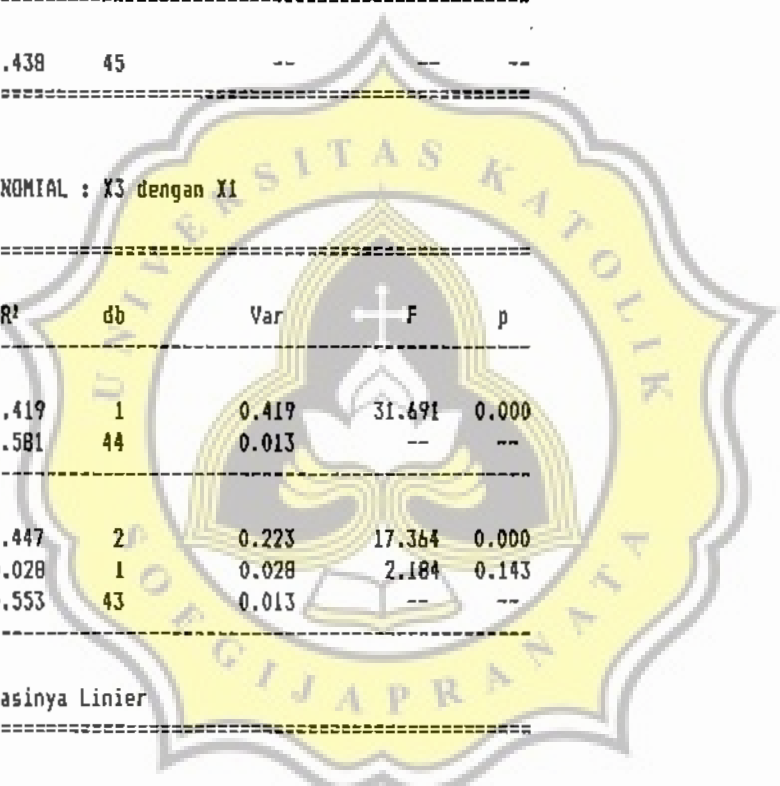 .438 45 -- -- --
NOMIAL : X3 dengan X1
R² db Var F p
.419 1 0.419 31.691 0.000
.581 44 0.013 -- --
.447 2 0.223 17.364 0.000
0.028 1 0.028 2.184 0.143
.553 43 0.013 -- --
asinya Linier
UNIVERSITAS KATOLIK
SOEGIJAPRANATA